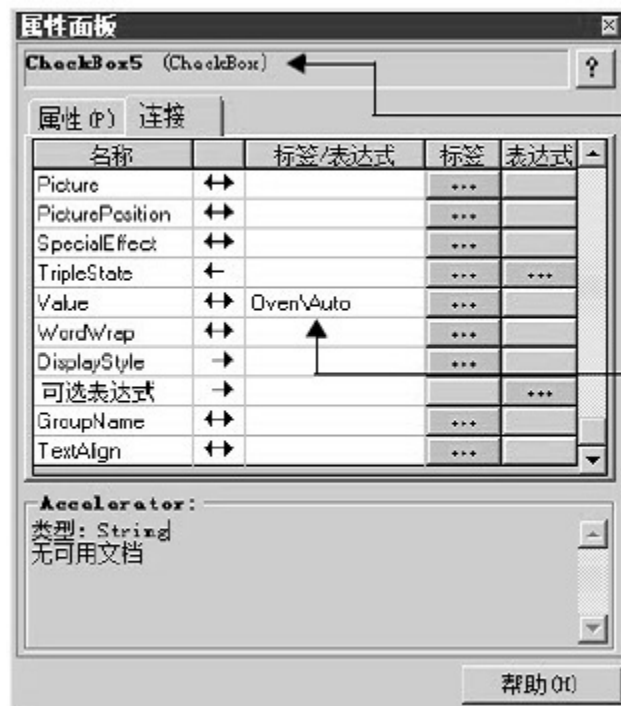 属性面板
CheckBox5 (CheckBox)
?
属性(P) 连接
名称 标签/表达式 标签 表达式
Picture ...
PicturePosition ...
SpecialEffect ...
TripleState ... ...
Value Oven\Auto ...
WordWrap ...
DisplayStyle ...
可选表达式 ...
GroupName ...
TextAlign ...
Accelerator:
类型: String
无可用文档
帮助(H)